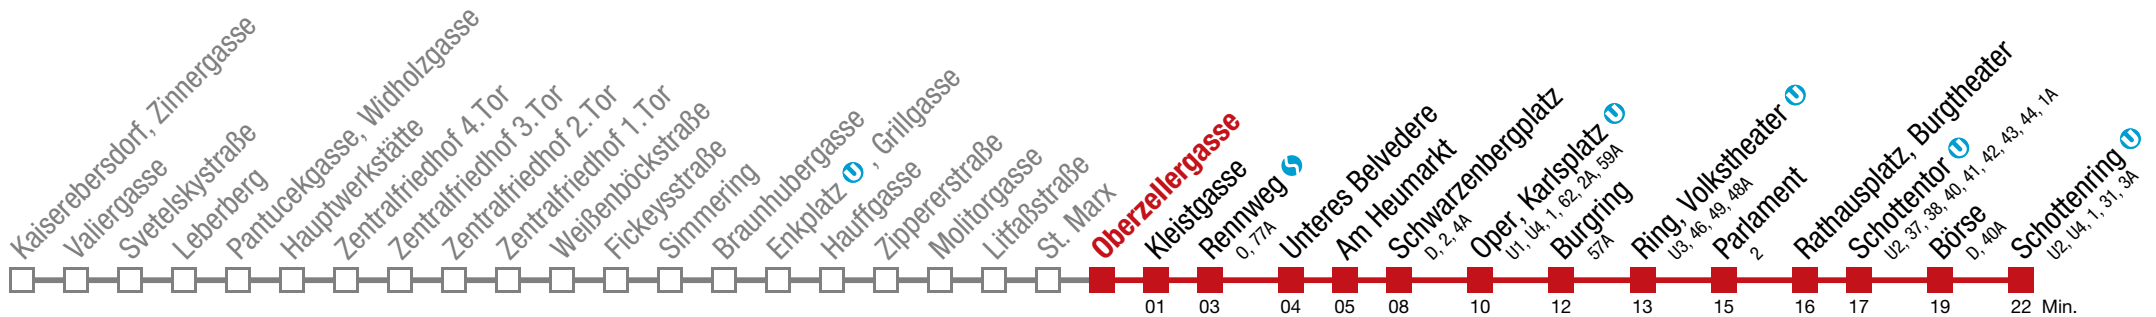 Kaiserebersdorf, Zinnergasse
Valiergasse
Svetelskystraße
Leberberg
Pantucekgasse, Widholzgasse
Hauptwerkstätte
Zentralfriedhof 4.Tor
Zentralfriedhof 3.Tor
Zentralfriedhof 2.Tor
Zentralfriedhof 1.Tor
Weißenböckstraße
Fickeysstraße
Simmering
Braunhubergasse
Enkplatz U , Grillgasse
Hauffgasse
Zippererstraße
Molitorgasse
Litfaßstraße
St. Marx
Oberzellergasse
Kleistgasse
01
Rennweg
O, 77A
03
Unteres Belvedere
04
Am Heumarkt
05
Schwarzenbergplatz
D, 2, 4A
08
Oper, Karlsplatz U
U1, U4, 1, 62, 2A, 59A
10
Burgring
57A
12
Ring, Volkstheater U
U3, 46, 49, 48A
13
Parlament
2
15
Rathausplatz, Burgtheater
16
Schottentor U
U2, 37, 38, 40, 41, 42, 43, 44, 1A
17
Börse
D, 40A
19
Schottenring U
U2, U4, 1, 31, 3A
22 Min.